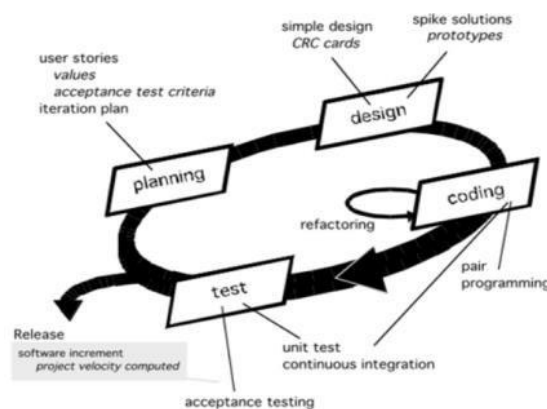 simple design
CRC cards
spike solutions
prototypes
user stories
values
acceptance test criteria
iteration plan
design
planning
coding
refactoring
test
pair
programming
Release
software increment
project velocity computed
unit test
continuous integration
acceptance testing